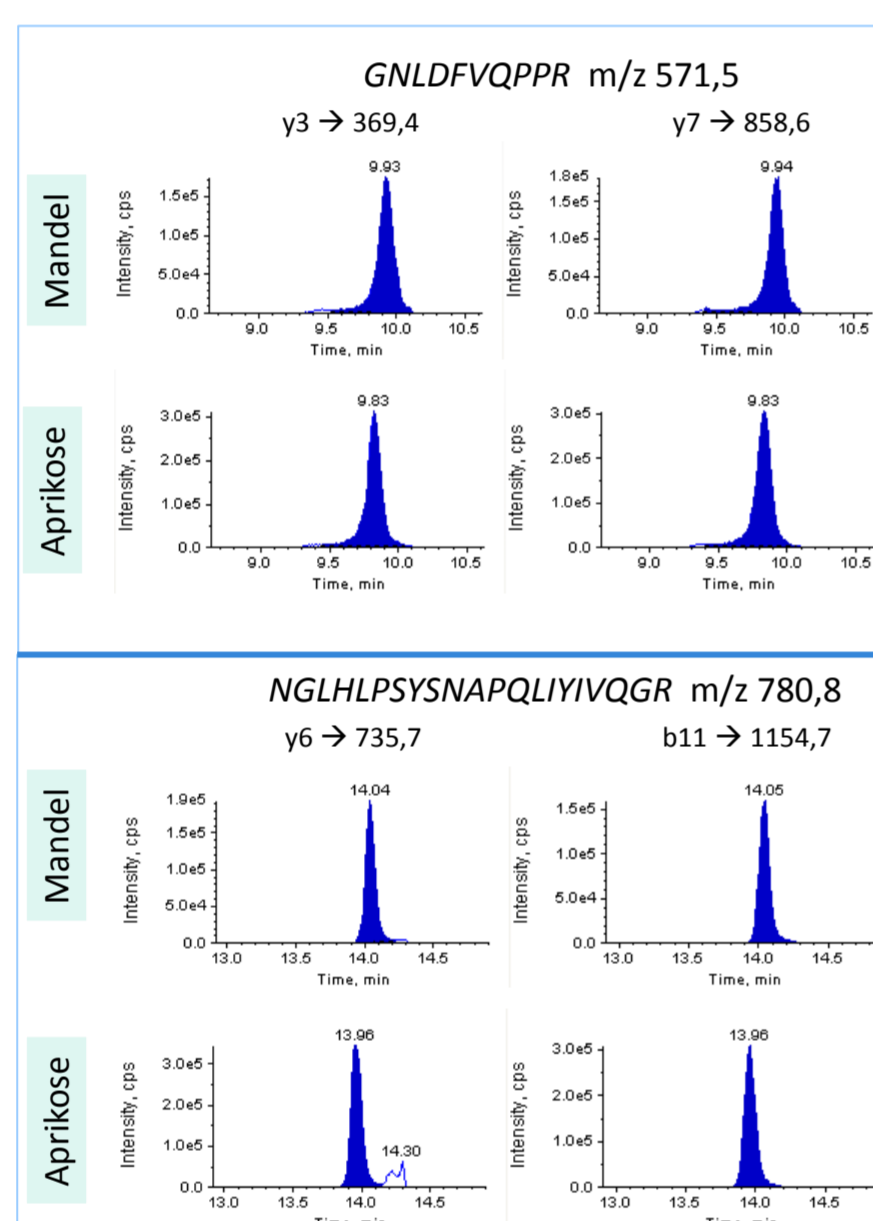 GNLDFVQPPR m/z 571,5
y3 → 369,4
y7 → 858,6
Mandel
Intensity, cps
9.93
1.5e5
1.0e5
5.0e4
0.0
9.0 9.5 10.0 10.5
Time, min
Intensity, cps
9.94
1.8e5
1.5e5
1.0e5
5.0e4
0.0
9.0 9.5 10.0 10.5
Time, min
Aprikose
Intensity, cps
9.83
3.0e5
2.0e5
1.0e5
0.0
9.0 9.5 10.0 10.5
Time, min
Intensity, cps
9.83
3.0e5
2.0e5
1.0e5
0.0
9.0 9.5 10.0 10.5
Time, min
NGLHLPSYSNAPQLIYIVQGR m/z 780,8
y6 → 735,7
b11 → 1154,7
Mandel
Intensity, cps
14.04
1.9e5
1.5e5
1.0e5
5.0e4
0.0
13.0 13.5 14.0 14.5
Time, min
Intensity, cps
14.05
1.5e5
1.0e5
5.0e4
0.0
13.0 13.5 14.0 14.5
Time, min
Aprikose
Intensity, cps
13.96
3.0e5
2.0e5
1.0e5
14.30
0.0
13.0 13.5 14.0 14.5
Time, min
Intensity, cps
13.96
3.0e5
2.0e5
1.0e5
0.0
13.0 13.5 14.0 14.5
Time, min